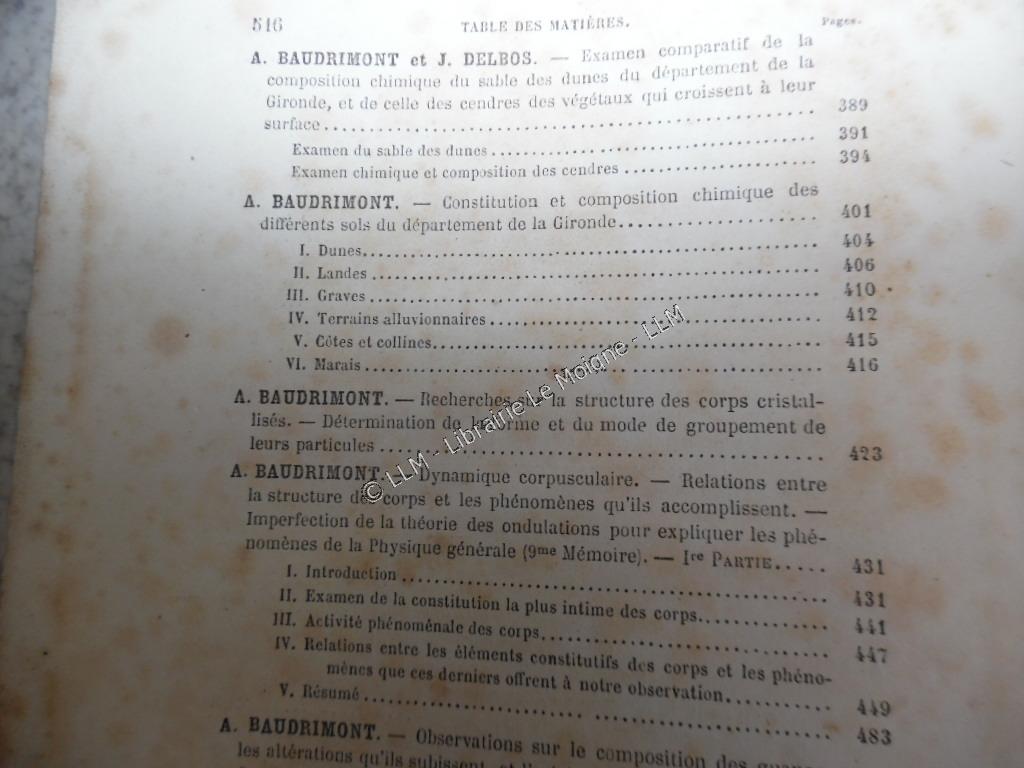 516 TABLE DES MATIÈRES. Pages.
A. BAUDRIMONT et J. DELBOS. — Examen comparatif de la
composition chimique du sable des dunes du département de la
Gironde, et de celle des cendres des végétaux qui croissent à leur
surface 389
Examen du sable des dunes 391
Examen chimique et composition des cendres 394
A. BAUDRIMONT. — Constitution et composition chimique des
différents sols du département de la Gironde 401
I. Dunes 404
II. Landes 406
III. Graves 410
IV. Terrains alluvionnaires 412
V. Côtes et collines 415
VI. Marais 416
A. BAUDRIMONT. — Recherches sur la structure des corps cristal-
lisés. — Détermination de la forme et du mode de groupement de
leurs particules 423
A. BAUDRIMONT. — Dynamique corpusculaire. — Relations entre
la structure des corps et les phénomènes qu'ils accomplissent. —
Imperfection de la théorie des ondulations pour expliquer les phé-
nomènes de la Physique générale (9me Mémoire). — Ire PARTIE 431
I. Introduction 431
II. Examen de la constitution la plus intime des corps 441
III. Activité phénoménale des corps 447
IV. Relations entre les éléments constitutifs des corps et les phéno-
mènes que ces derniers offrent à notre observation 449
V. Résumé 483
A. BAUDRIMONT. — Observations sur la composition des
les altérations qu'ils subissent, et
© LLM - Librairie Le Moigne - LLM